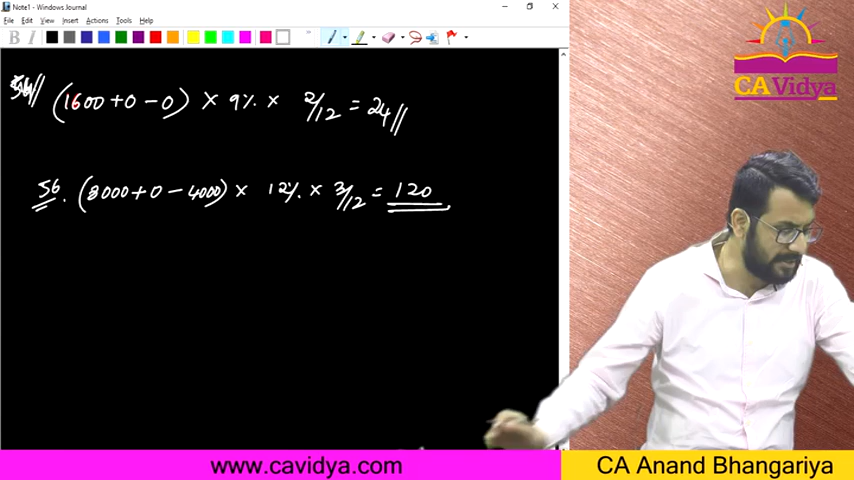 Note1 - Windows Journal
File Edit View Insert Actions Tools Help
B I
CA Vidya
(1600 + 0 - 0) × 9% × 2/12 = 24//
56. (8000 + 0 - 4000) × 12% × 3/12 = 120
www.cavidya.com
CA Anand Bhangariya